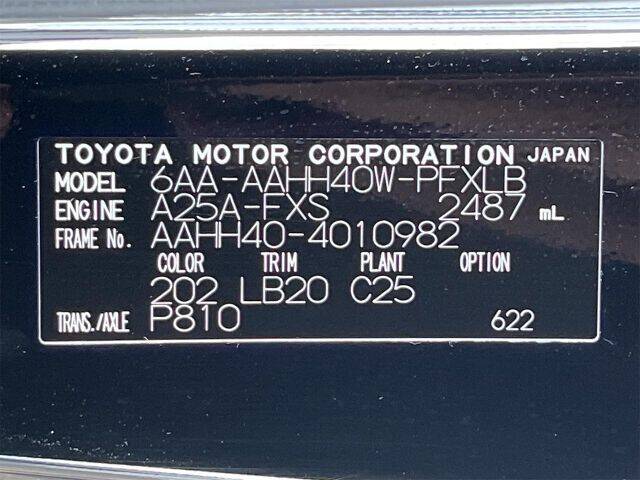 TOYOTA MOTOR CORPORATION JAPAN
MODEL 6AA-AAHH40W-PFXLB
ENGINE A25A-FXS 2487 mL
FRAME No. AAHH40-4010982
COLOR TRIM PLANT OPTION
202 LB20 C25
TRANS./AXLE P810 622